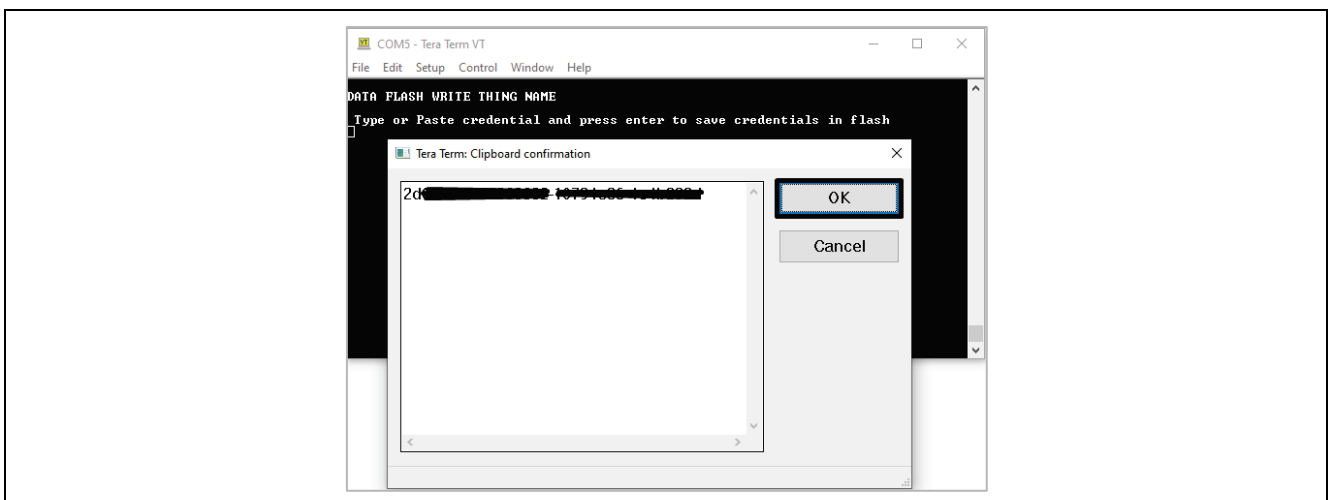 COM5 - Tera Term VT
File Edit Setup Control Window Help
DATA FLASH WRITE THING NAME
Type or Paste credential and press enter to save credentials in flash
Tera Term: Clipboard confirmation
2d
OK
Cancel